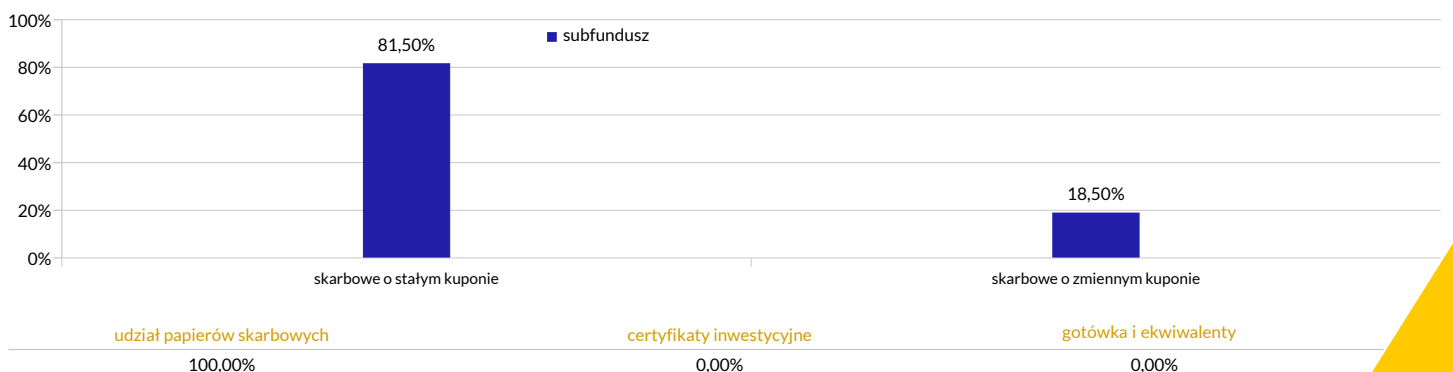 100%
81,50%
subfundusz
80%
60%
40%
18,50%
20%
0%
skarbowe o stałym kuponie
skarbowe o zmiennym kuponie
udział papierów skarbowych certyfikaty inwestycyjne gotówka i ekwiwalenty
100,00% 0,00% 0,00%